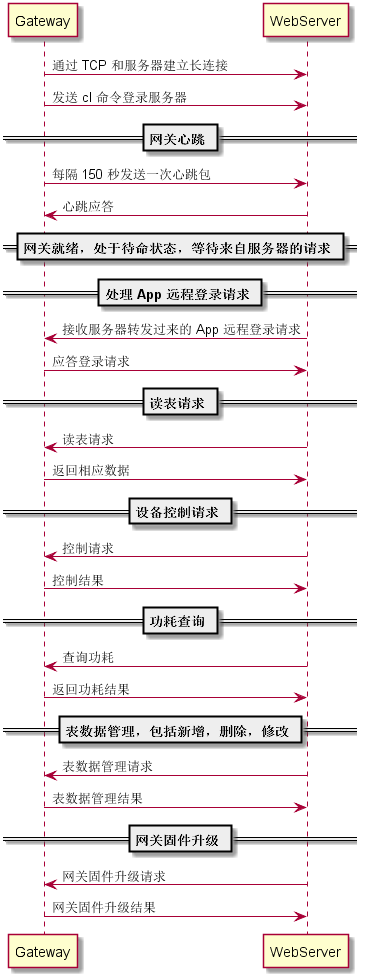 Gateway WebServer
通过 TCP 和服务器建立长连接
发送 cl 命令登录服务器
网关心跳
每隔 150 秒发送一次心跳包
心跳应答
网关就绪，处于待命状态，等待来自服务器的请求
处理 App 远程登录请求
接收服务器转发过来的 App 远程登录请求
应答登录请求
读表请求
读表请求
返回相应数据
设备控制请求
控制请求
控制结果
功耗查询
查询功耗
返回功耗结果
表数据管理，包括新增，删除，修改
表数据管理请求
表数据管理结果
网关固件升级
网关固件升级请求
网关固件升级结果
Gateway WebServer